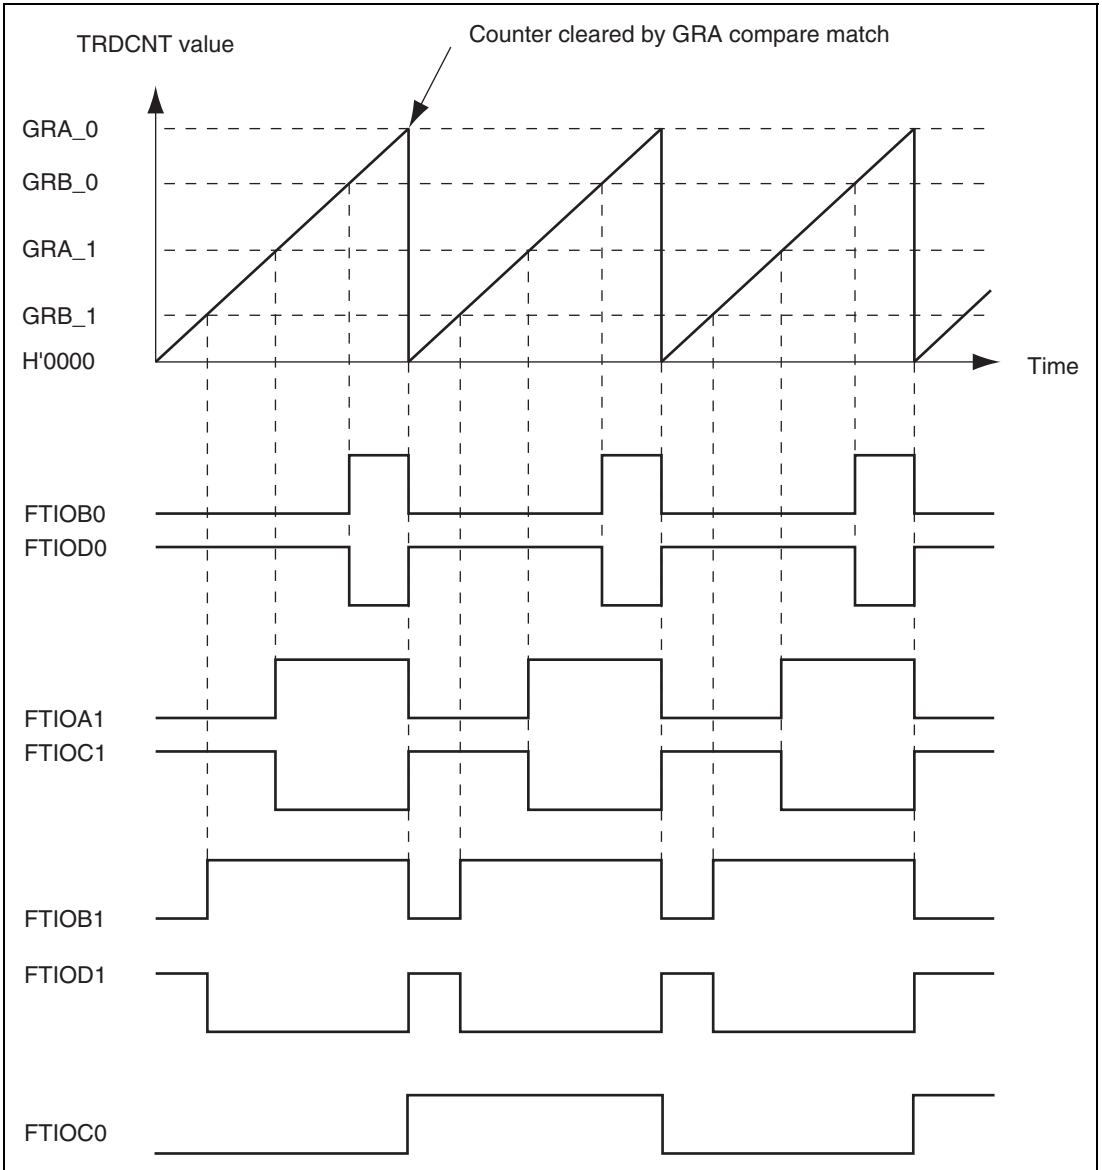 Counter cleared by GRA compare match
TRDCNT value
GRA_0
GRB_0
GRA_1
GRB_1
H'0000
Time
FTIOB0
FTIOD0
FTIOA1
FTIOC1
FTIOB1
FTIOD1
FTIOC0